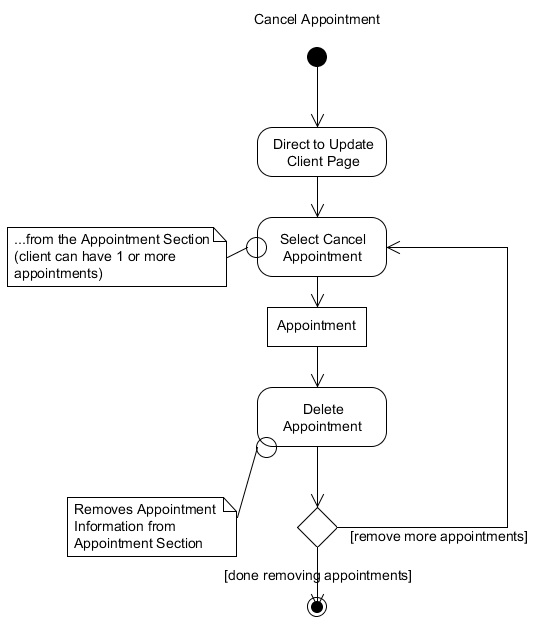 Cancel Appointment
Direct to Update
Client Page
...from the Appointment Section
(client can have 1 or more
appointments)
Select Cancel
Appointment
Appointment
Delete
Appointment
Removes Appointment
Information from
Appointment Section
[remove more appointments]
[done removing appointments]